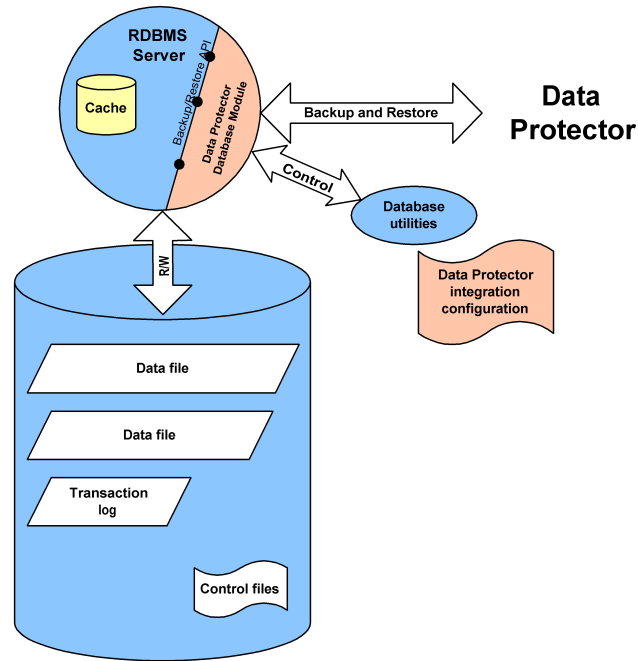 RDBMS
Server
Cache
Backup/Restore API
Data Protector
Database Module
Backup and Restore
Data
Protector
Control
Database
utilities
Data Protector
integration
configuration
R/W
Data file
Data file
Transaction
log
Control files